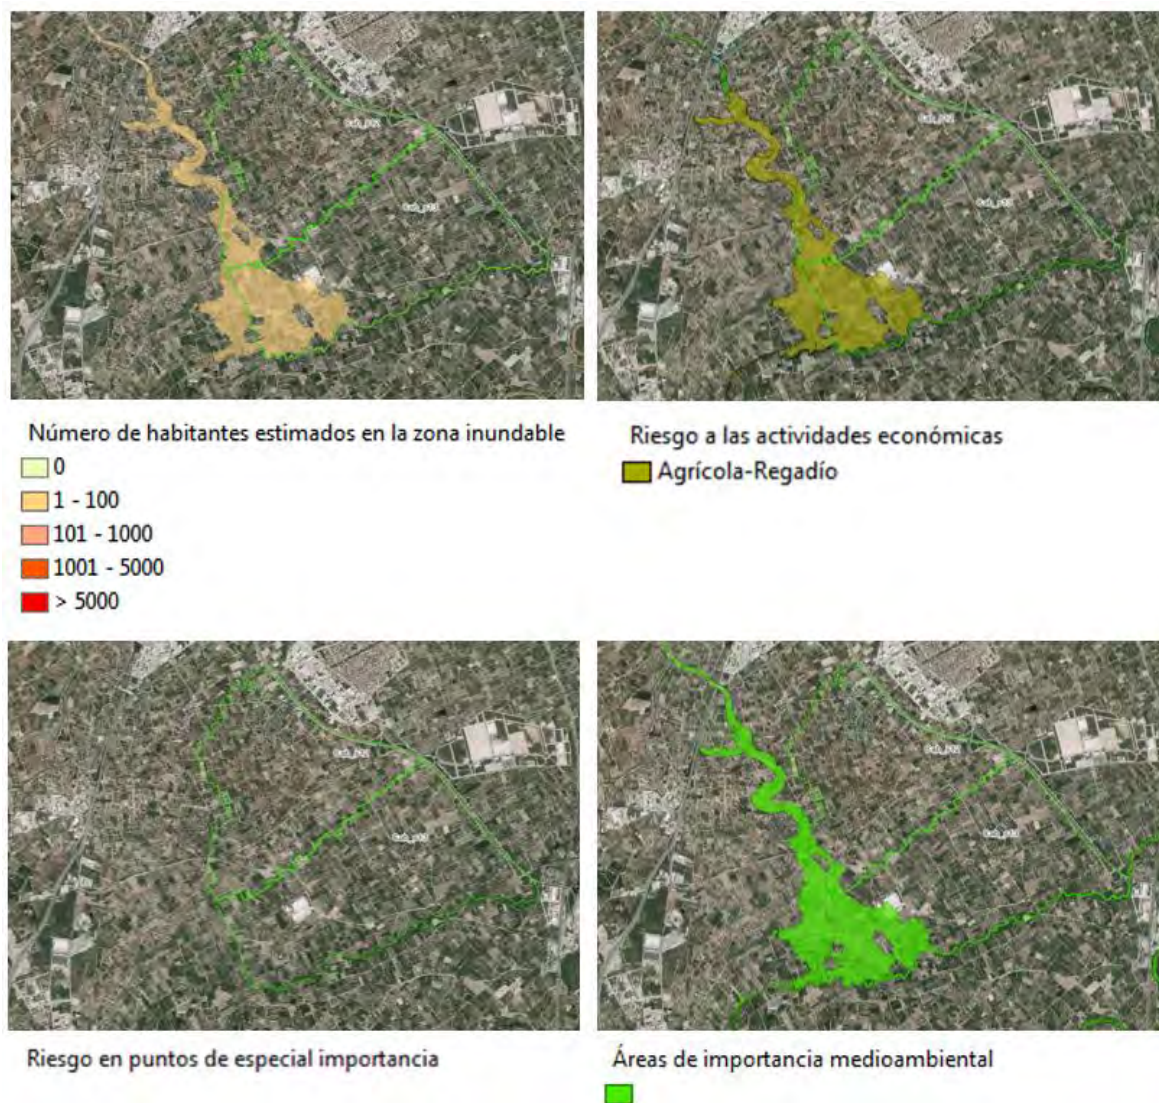 Número de habitantes estimados en la zona inundable
0
1 - 100
101 - 1000
1001 - 5000
> 5000
Riesgo a las actividades económicas
Agrícola-Regadío
Riesgo en puntos de especial importancia
Áreas de importancia medioambiental